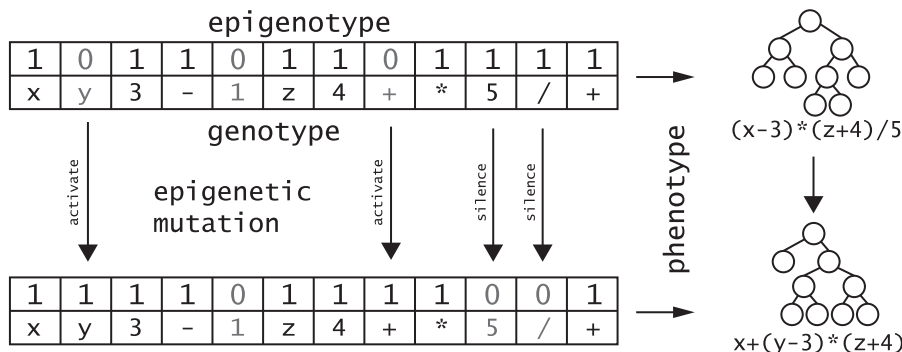 epigenotype
1 0 1 1 0 1 1 0 1 1 1 1
x y 3 - 1 z 4 + * 5 / +
(x-3)*(z+4)/5
genotype
activate
activate
silence
silence
epigenetic
mutation
phenotype
1 1 1 1 0 1 1 1 1 0 0 1
x y 3 - 1 z 4 + * 5 / +
x+(y-3)*(z+4)